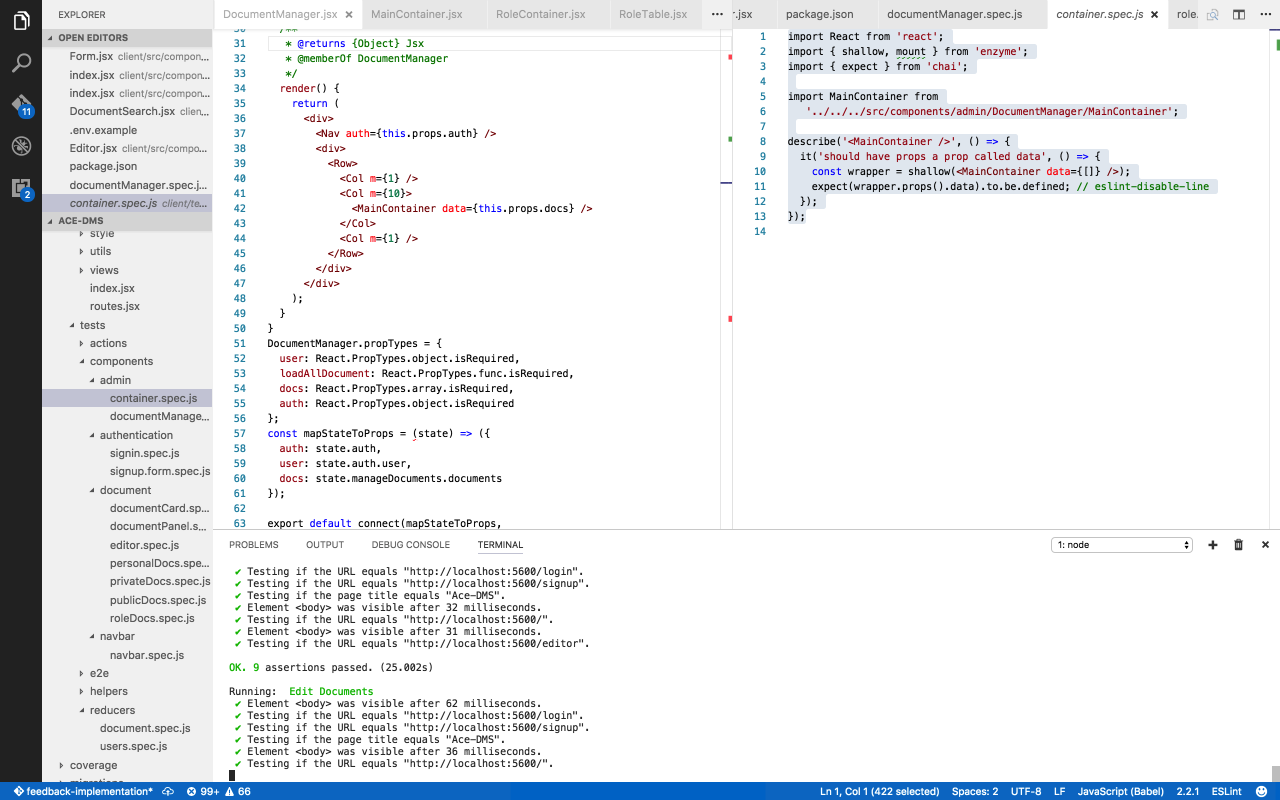 EXPLORER
OPEN EDITORS
Form.jsx client/src/compon...
index.jsx client/src/compon...
index.jsx client/src/compon...
DocumentSearch.jsx clien...
.env.example
Editor.jsx client/src/compo...
package.json
documentManager.spec.j...
container.spec.js client/te...
ACE-DMS
style
utils
views
index.jsx
routes.jsx
tests
actions
components
admin
container.spec.js
documentManage...
authentication
signin.spec.js
signup.form.spec.js
document
documentCard.sp...
documentPanel.s...
editor.spec.js
personalDocs.spe...
privateDocs.spe.js
publicDocs.spec.js
roleDocs.spec.js
navbar
navbar.spec.js
e2e
helpers
reducers
document.spec.js
users.spec.js
coverage
migrations
11
2
DocumentManager.jsx MainContainer.jsx RoleContainer.jsx RoleTable.jsx ···
30 /**
31 * @returns {Object} Jsx
32 * @memberOf DocumentManager
33 */
34 render() {
35 return (
36 <div>
37 <Nav auth={this.props.auth} />
38 <div>
39 <Row>
40 <Col m={1} />
41 <Col m={10}>
42 <MainContainer data={this.props.docs} />
43 </Col>
44 <Col m={1} />
45 </Row>
46 </div>
47 </div>
48 );
49 }
50 }
51 DocumentManager.propTypes = {
52 user: React.PropTypes.object.isRequired,
53 loadAllDocument: React.PropTypes.func.isRequired,
54 docs: React.PropTypes.array.isRequired,
55 auth: React.PropTypes.object.isRequired
56 };
57 const mapStateToProps = (state) => ({
58 auth: state.auth,
59 user: state.auth.user,
60 docs: state.manageDocuments.documents
61 });
62
63 export default connect(mapStateToProps,
r.jsx package.json documentManager.spec.js container.spec.js role. ···
1 import React from 'react';
2 import { shallow, mount } from 'enzyme';
3 import { expect } from 'chai';
4
5 import MainContainer from
6 '../../../src/components/admin/DocumentManager/MainContainer';
7
8 describe('<MainContainer />', () => {
9 it('should have props a prop called data', () => {
10 const wrapper = shallow(<MainContainer data={[]} />);
11 expect(wrapper.props().data).to.be.defined; // eslint-disable-line
12 });
13 });
14
PROBLEMS OUTPUT DEBUG CONSOLE TERMINAL 1: node
✔ Testing if the URL equals "http://localhost:5600/login".
✔ Testing if the URL equals "http://localhost:5600/signup".
✔ Testing if the page title equals "Ace-DMS".
✔ Element <body> was visible after 32 milliseconds.
✔ Testing if the URL equals "http://localhost:5600/".
✔ Element <body> was visible after 31 milliseconds.
✔ Testing if the URL equals "http://localhost:5600/editor".
OK. 9 assertions passed. (25.002s)
Running: Edit Documents
✔ Element <body> was visible after 62 milliseconds.
✔ Testing if the URL equals "http://localhost:5600/login".
✔ Testing if the URL equals "http://localhost:5600/signup".
✔ Testing if the page title equals "Ace-DMS".
✔ Element <body> was visible after 36 milliseconds.
✔ Testing if the URL equals "http://localhost:5600/".
feedback-implementation* 99+ 66 Ln 1, Col 1 (422 selected) Spaces: 2 UTF-8 LF JavaScript (Babel) 2.2.1 ESLint